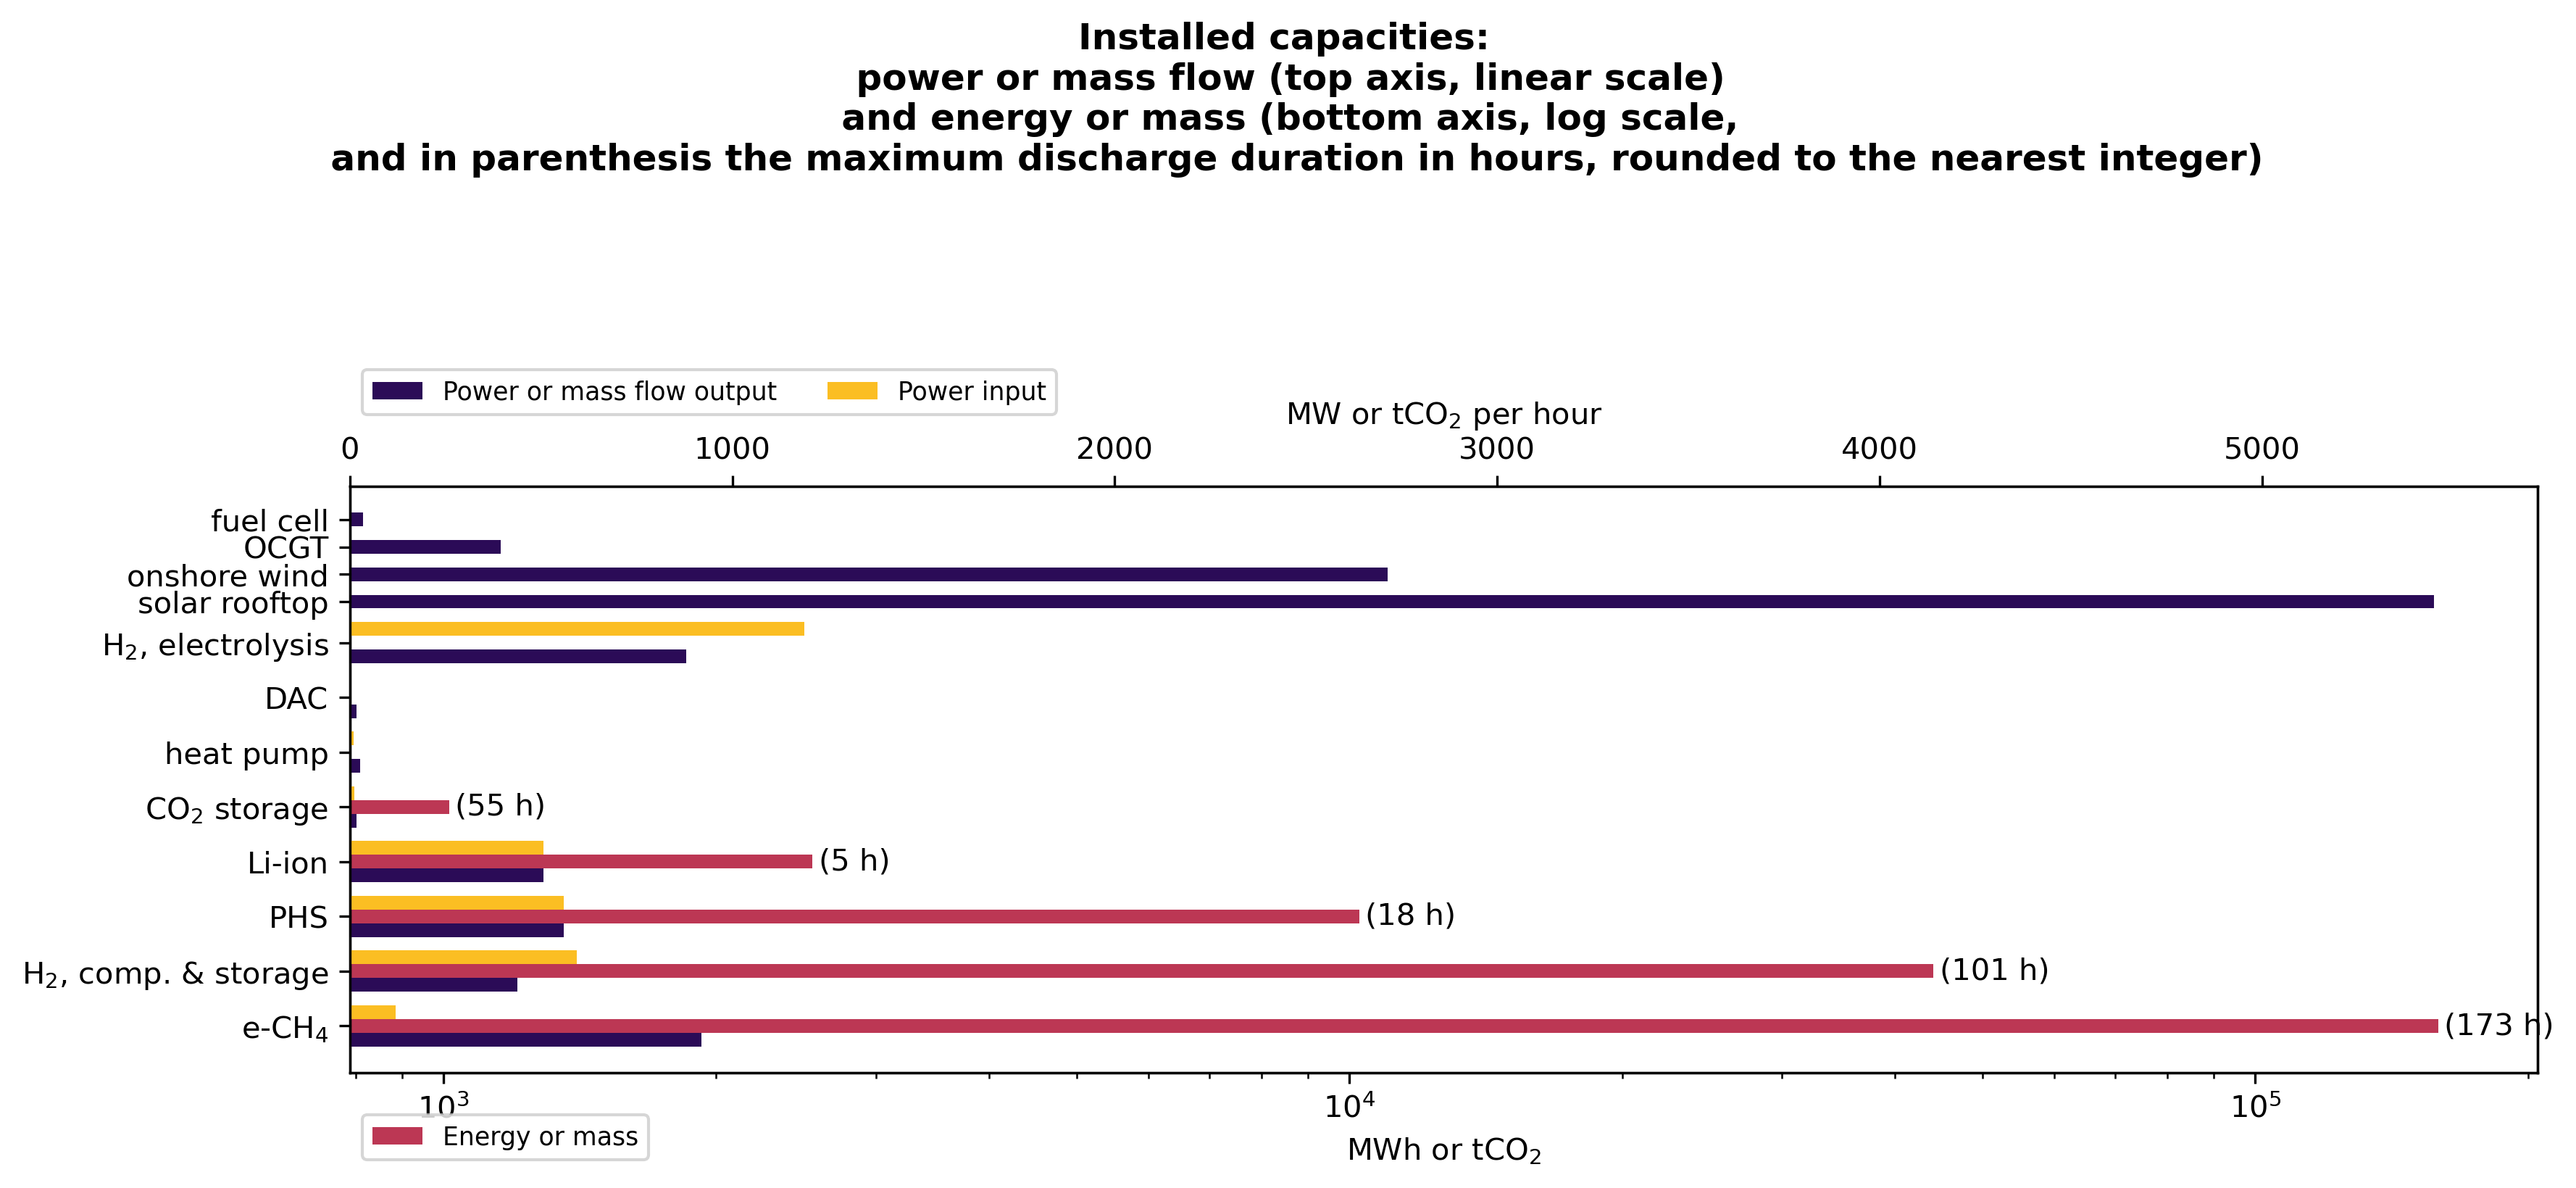 Installed capacities:
power or mass flow (top axis, linear scale)
and energy or mass (bottom axis, log scale,
and in parenthesis the maximum discharge duration in hours, rounded to the nearest integer)
Power or mass flow output Power input
MW or tCO₂ per hour
0 1000 2000 3000 4000 5000
fuel cell
OCGT
onshore wind
solar rooftop
H₂, electrolysis
DAC
heat pump
CO₂ storage (55 h)
Li-ion (5 h)
PHS (18 h)
H₂, comp. & storage (101 h)
e-CH₄ (173 h)
10³ 10⁴ 10⁵
Energy or mass
MWh or tCO₂